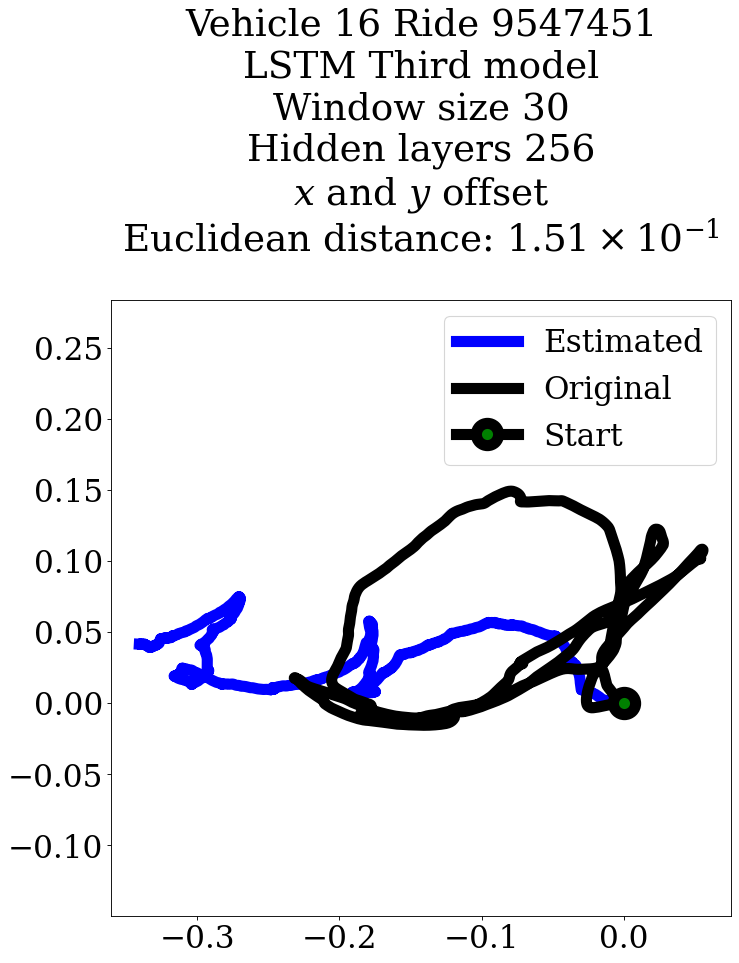 Vehicle 16 Ride 9547451
LSTM Third model
Window size 30
Hidden layers 256
x and y offset
Euclidean distance: 1.51 × 10⁻¹
Estimated
Original
Start
0.25
0.20
0.15
0.10
0.05
0.00
−0.05
−0.10
−0.3 −0.2 −0.1 0.0